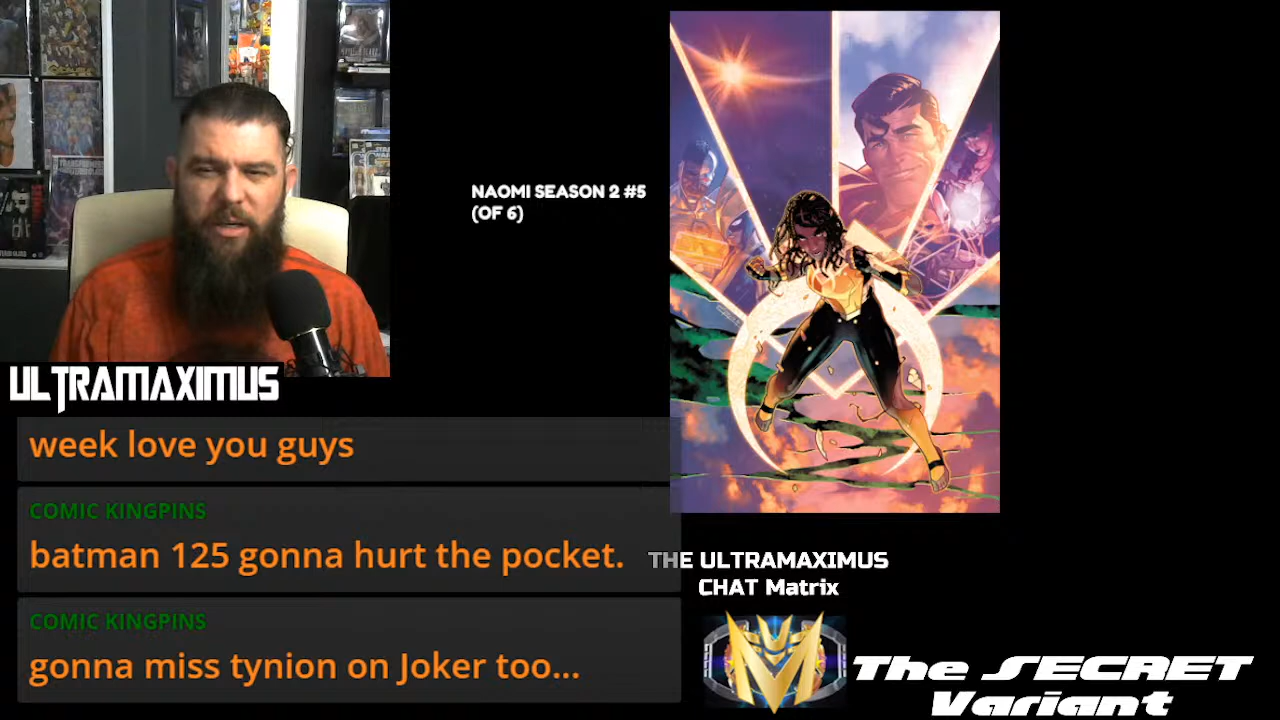 NAOMI SEASON 2 #5
(OF 6)
ULTRAMAXIMUS
week love you guys
COMIC KINGPINS
batman 125 gonna hurt the pocket.
COMIC KINGPINS
gonna miss tynion on Joker too...
THE ULTRAMAXIMUS
CHAT Matrix
The SECRET
Variant